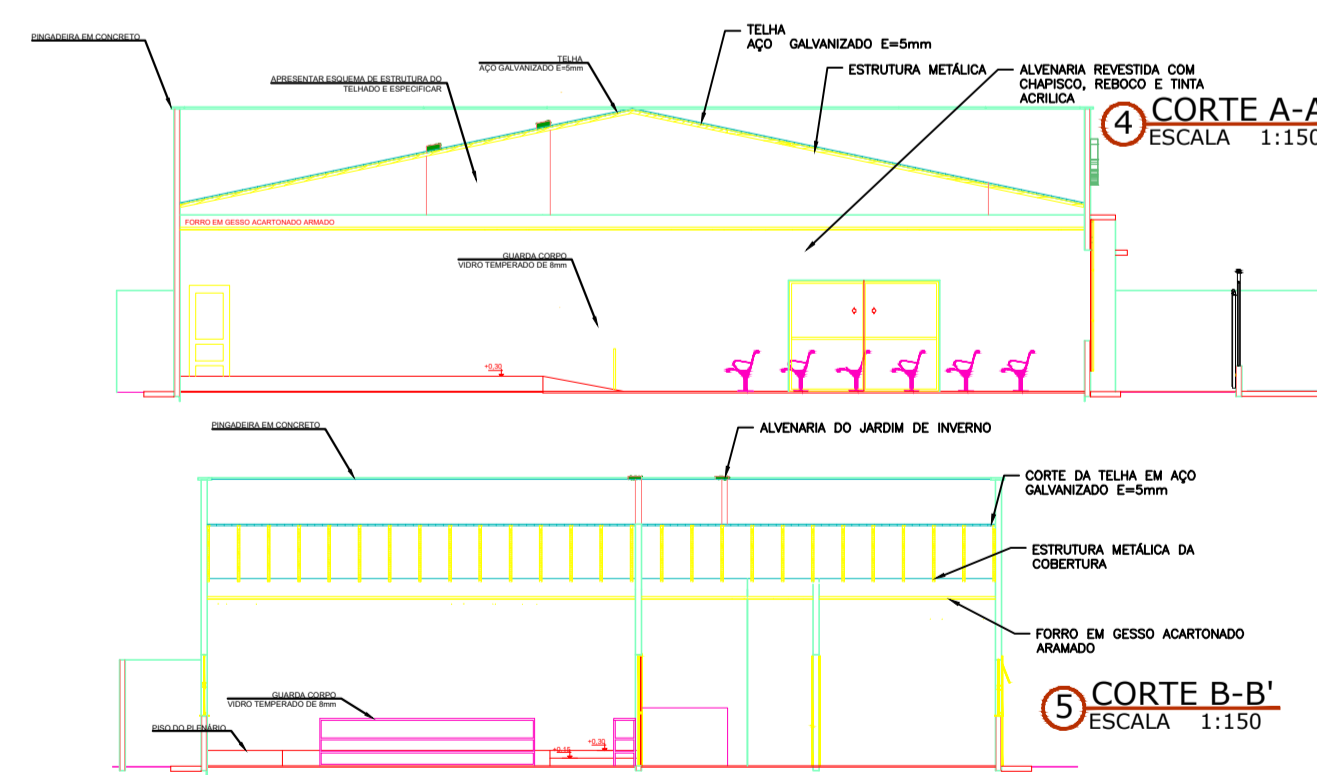 PINGADEIRA EM CONCRETO
APRESENTAR ESQUEMA DE ESTRUTURA DO
TELHADO E ESPECIFICAR
TELHA
AÇO GALVANIZADO E=5mm
TELHA
AÇO GALVANIZADO E=5mm
ESTRUTURA METÁLICA
ALVENARIA REVESTIDA COM
CHAPISCO, REBOCO E TINTA
ACRILICA
4 CORTE A-A
ESCALA 1:150
FORRO EM GESSO ACARTONADO ARMADO
GUARDA CORPO
VIDRO TEMPERADO DE 8mm
+0,30
PINGADEIRA EM CONCRETO
ALVENARIA DO JARDIM DE INVERNO
CORTE DA TELHA EM AÇO
GALVANIZADO E=5mm
ESTRUTURA METÁLICA DA
COBERTURA
FORRO EM GESSO ACARTONADO
ARAMADO
GUARDA CORPO
VIDRO TEMPERADO DE 8mm
PISO DO PLENÁRIO
+0,15
+0,30
5 CORTE B-B'
ESCALA 1:150